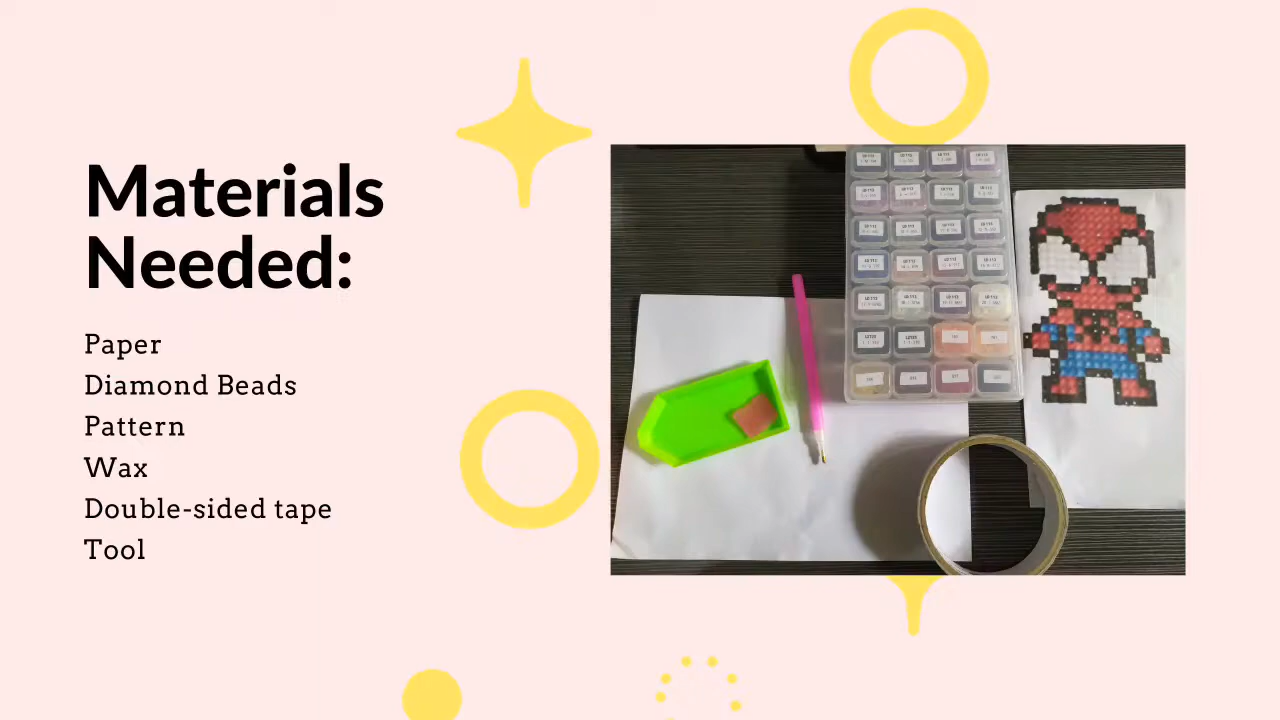 Materials
Needed:
Paper
Diamond Beads
Pattern
Wax
Double-sided tape
Tool